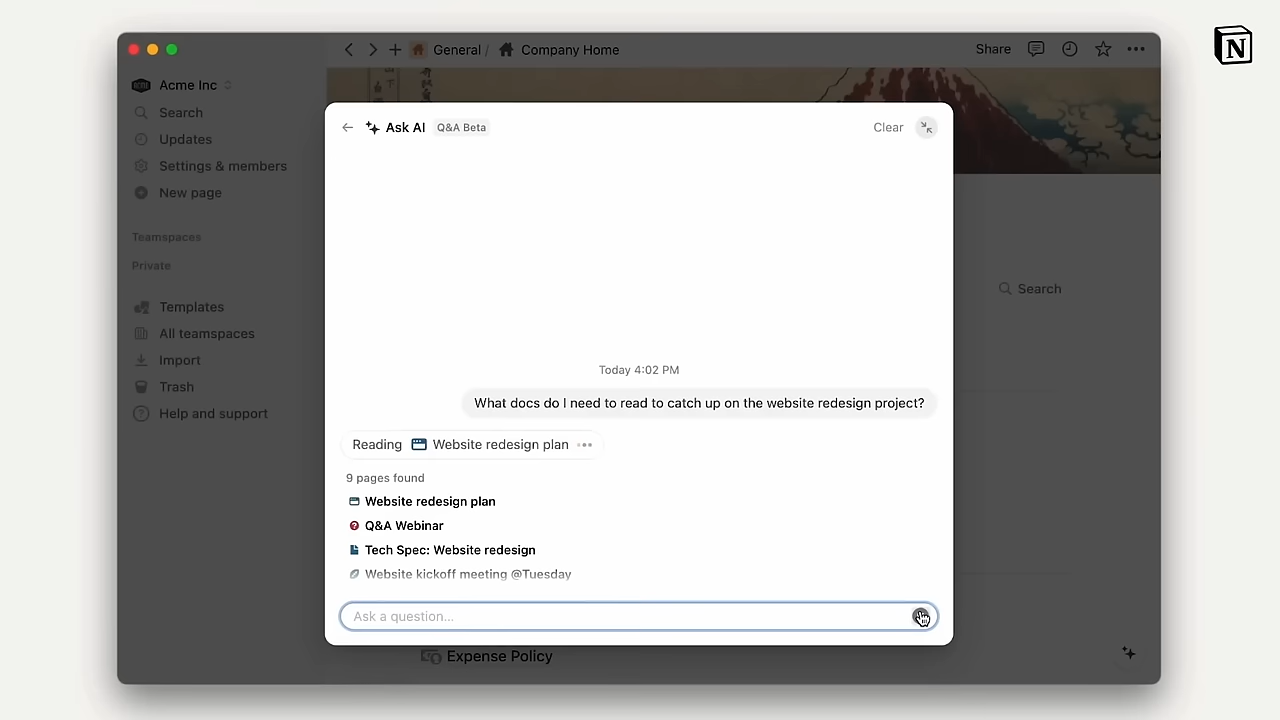 General / Company Home
Share
Acme Inc
Search
Updates
Settings & members
New page
Teamspaces
Private
Templates
All teamspaces
Import
Trash
Help and support
Ask AI Q&A Beta
Clear
Today 4:02 PM
What docs do I need to read to catch up on the website redesign project?
Reading Website redesign plan
9 pages found
Website redesign plan
Q&A Webinar
Tech Spec: Website redesign
Website kickoff meeting @Tuesday
Ask a question...
Search
Expense Policy
N